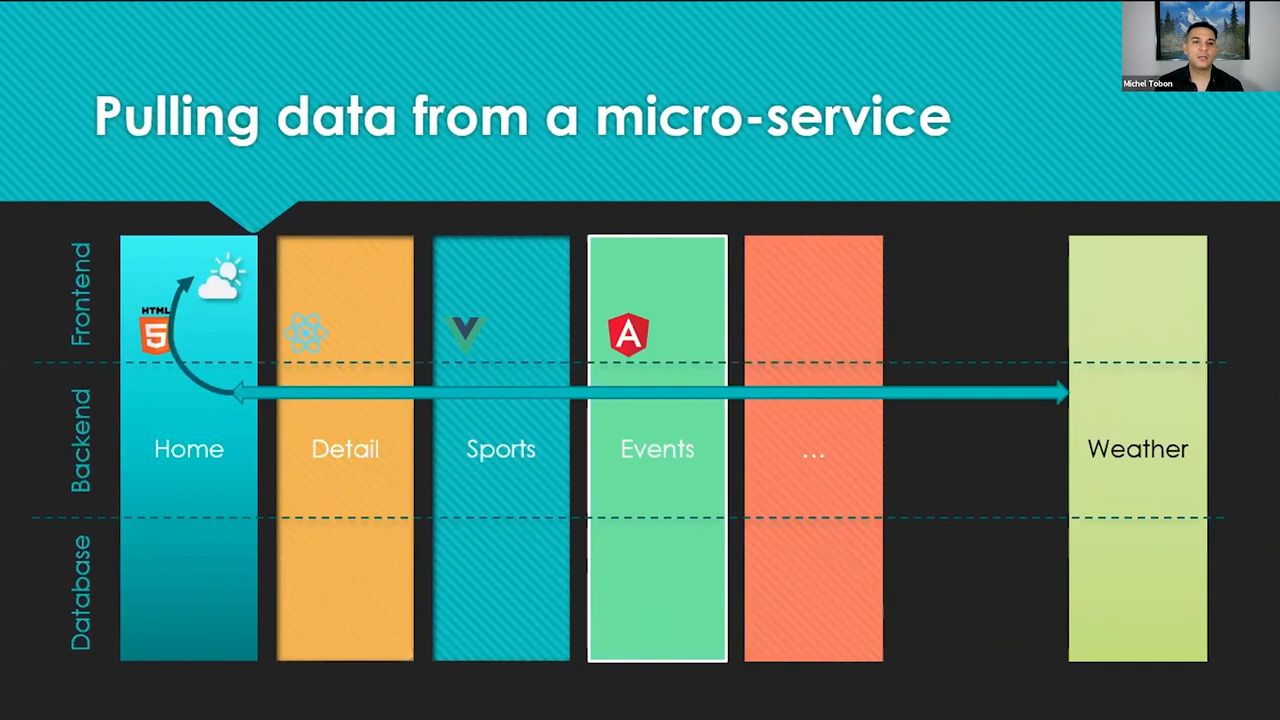 Pulling data from a micro-service
Michel Tobon
Frontend
HTML
5
A
Backend
Home
Detail
Sports
Events
...
Weather
Database